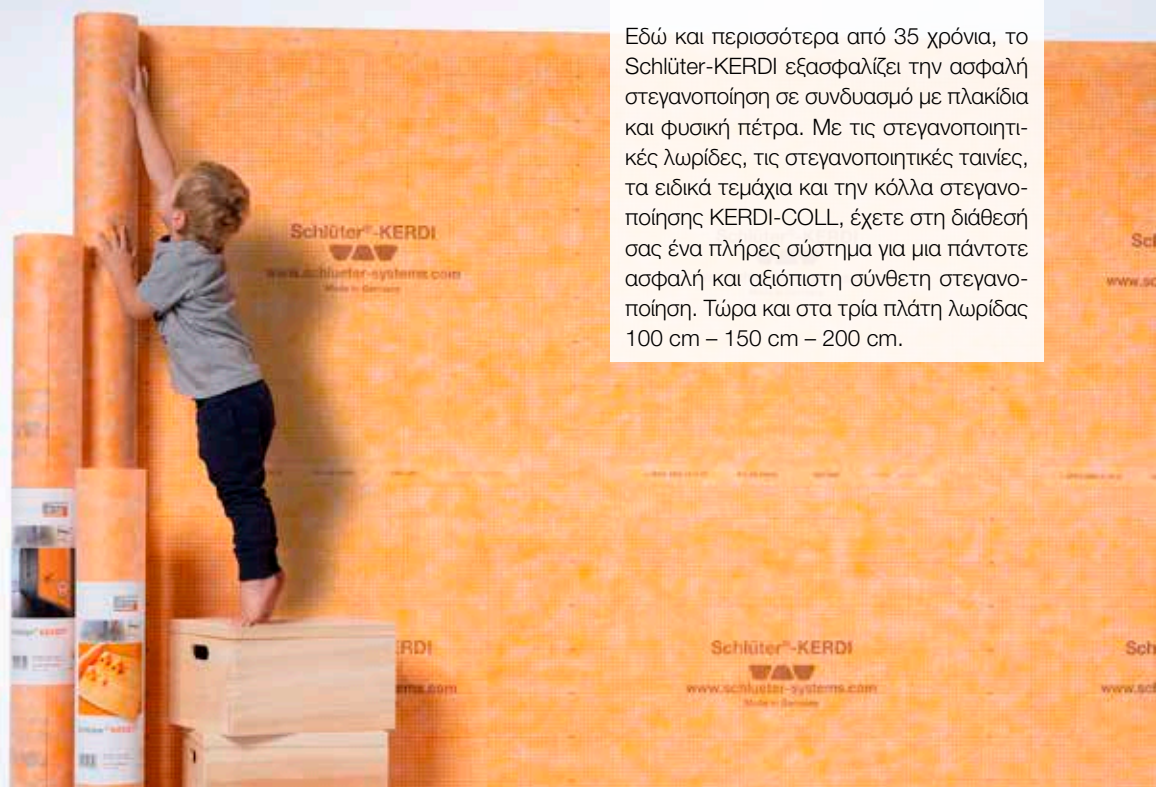 Εδώ και περισσότερα από 35 χρόνια, το
Schlüter-KERDI εξασφαλίζει την ασφαλή
στεγανοποίηση σε συνδυασμό με πλακίδια
και φυσική πέτρα. Με τις στεγανοποιητι-
κές λωρίδες, τις στεγανοποιητικές ταινίες,
τα ειδικά τεμάχια και την κόλλα στεγανο-
ποίησης KERDI-COLL, έχετε στη διάθεσή
σας ένα πλήρες σύστημα για μια πάντοτε
ασφαλή και αξιόπιστη σύνθετη στεγανο-
ποίηση. Τώρα και στα τρία πλάτη λωρίδας
100 cm – 150 cm – 200 cm.
Schlüter®-KERDI
www.schlueter-systems.com
Made in Germany
Schlüter®-KERDI
www.schlueter-systems.com
Made in Germany